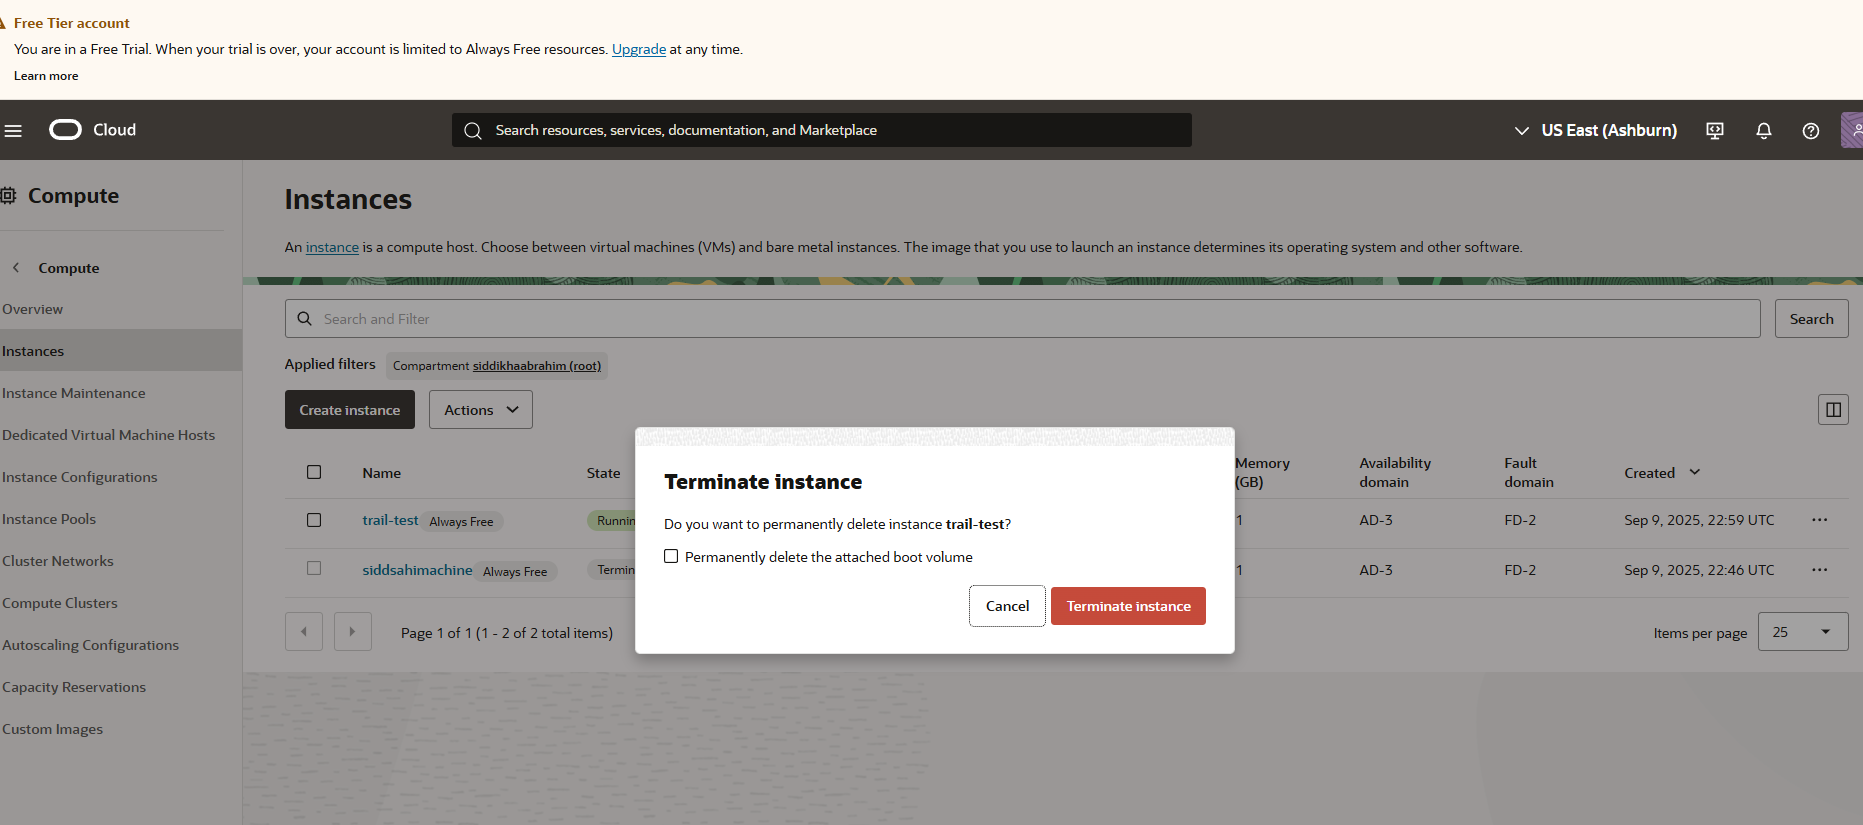 Free Tier account
You are in a Free Trial. When your trial is over, your account is limited to Always Free resources. Upgrade at any time.
Learn more
Cloud
Search resources, services, documentation, and Marketplace
US East (Ashburn)
Compute
Compute
Overview
Instances
Instance Maintenance
Dedicated Virtual Machine Hosts
Instance Configurations
Instance Pools
Cluster Networks
Compute Clusters
Autoscaling Configurations
Capacity Reservations
Custom Images
Instances
An instance is a compute host. Choose between virtual machines (VMs) and bare metal instances. The image that you use to launch an instance determines its operating system and other software.
Search and Filter
Search
Applied filters Compartment siddikhaabrahim (root)
Create instance Actions
Name State Memory (GB) Availability domain Fault domain Created
trail-test Always Free Runnin 1 AD-3 FD-2 Sep 9, 2025, 22:59 UTC
siddsahimachine Always Free Termin 1 AD-3 FD-2 Sep 9, 2025, 22:46 UTC
Page 1 of 1 (1 - 2 of 2 total items)
Items per page 25
Terminate instance
Do you want to permanently delete instance trail-test?
Permanently delete the attached boot volume
Cancel Terminate instance